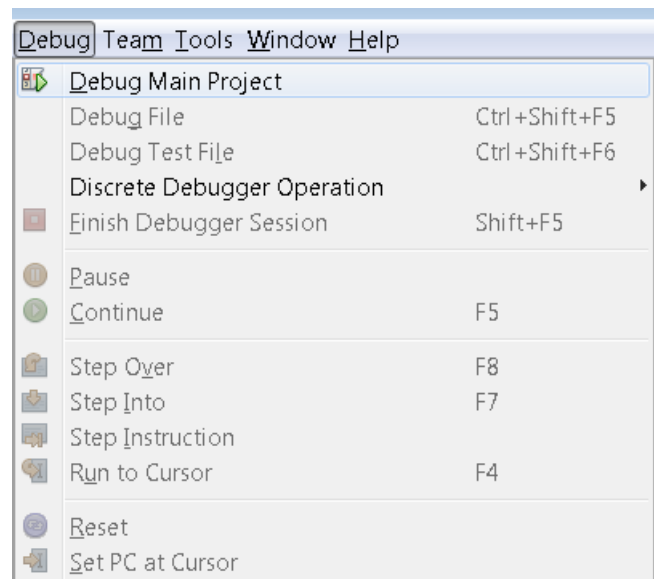 Debug Team Tools Window Help
Debug Main Project
Debug File Ctrl+Shift+F5
Debug Test File Ctrl+Shift+F6
Discrete Debugger Operation
Finish Debugger Session Shift+F5
Pause
Continue F5
Step Over F8
Step Into F7
Step Instruction
Run to Cursor F4
Reset
Set PC at Cursor